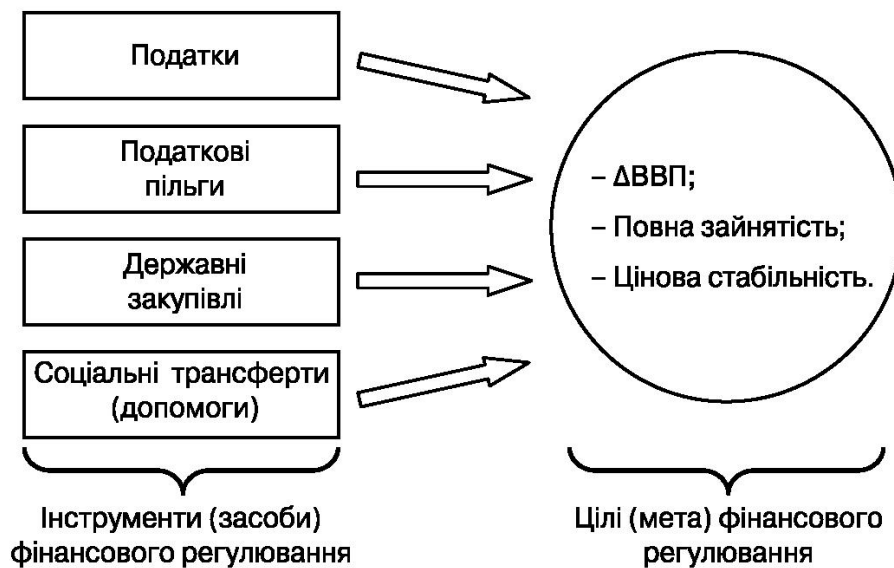 Податки
Податкові
пільги
Державні
закупівлі
Соціальні трансферти
(допомоги)
– ΔВВП;
– Повна зайнятість;
– Цінова стабільність.
Інструменти (засоби)
фінансового регулювання
Цілі (мета) фінансового
регулювання